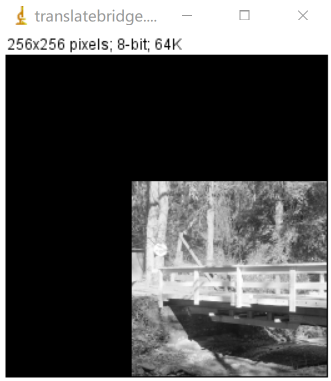 translatebridge....
256x256 pixels; 8-bit; 64K